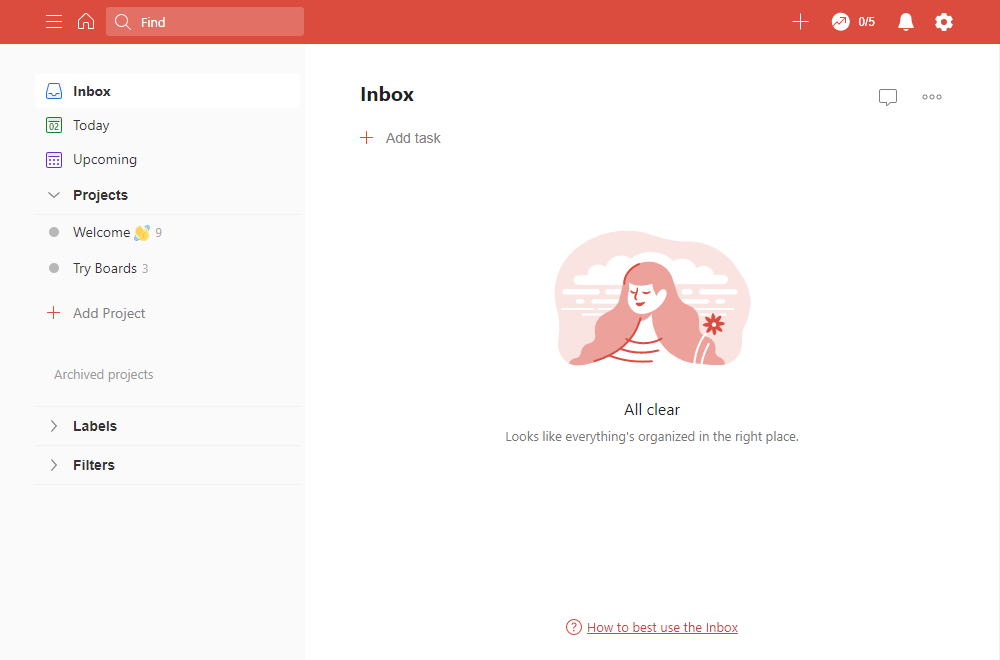 Find
0/5
Inbox
02 Today
Upcoming
Projects
Welcome 👋 9
Try Boards 3
Add Project
Archived projects
Labels
Filters
Inbox
Add task
All clear
Looks like everything's organized in the right place.
? How to best use the Inbox